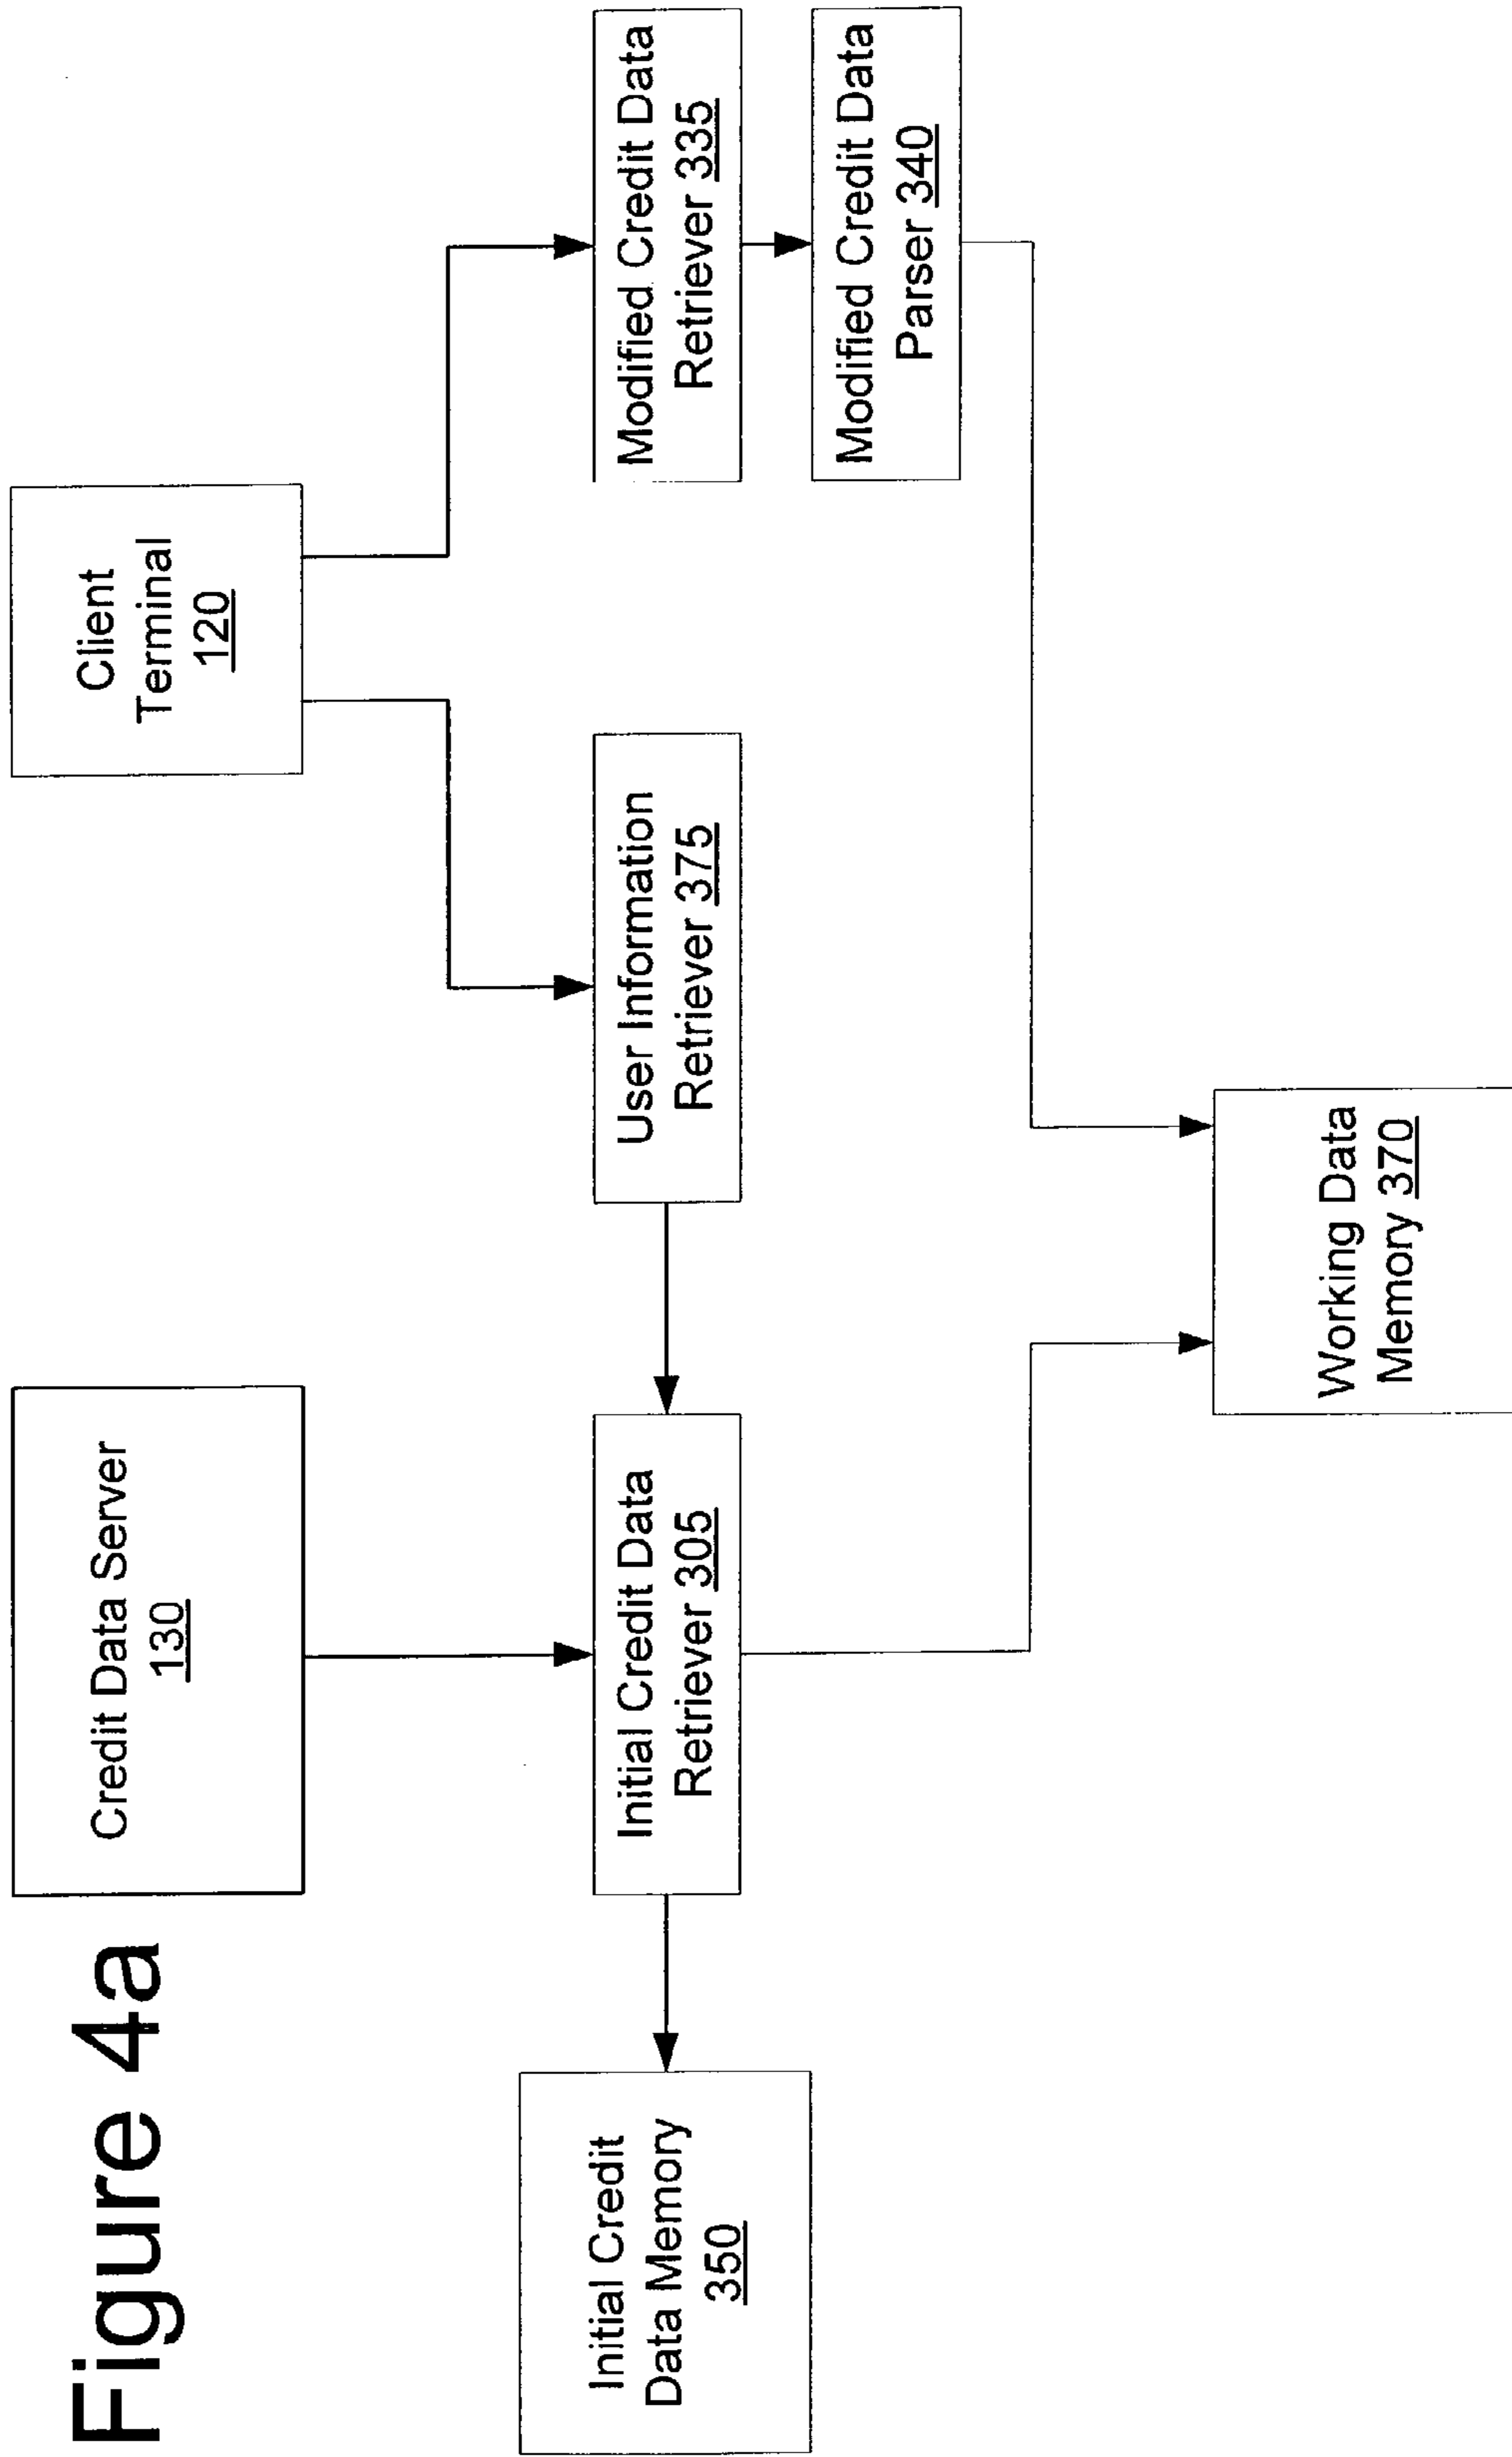 Figure 4a
Credit Data Server
130
Client
Terminal
120
Initial Credit
Data Memory
350
Initial Credit Data
Retriever 305
User Information
Retriever 375
Modified Credit Data
Retriever 335
Modified Credit Data
Parser 340
Working Data
Memory 370